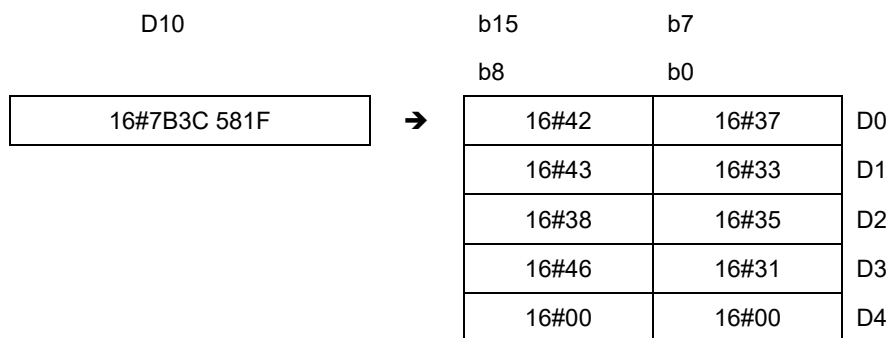 D10 b15 b7
b8 b0
16#7B3C 581F ➔ 16#42 16#37 D0
16#43 16#33 D1
16#38 16#35 D2
16#46 16#31 D3
16#00 16#00 D4